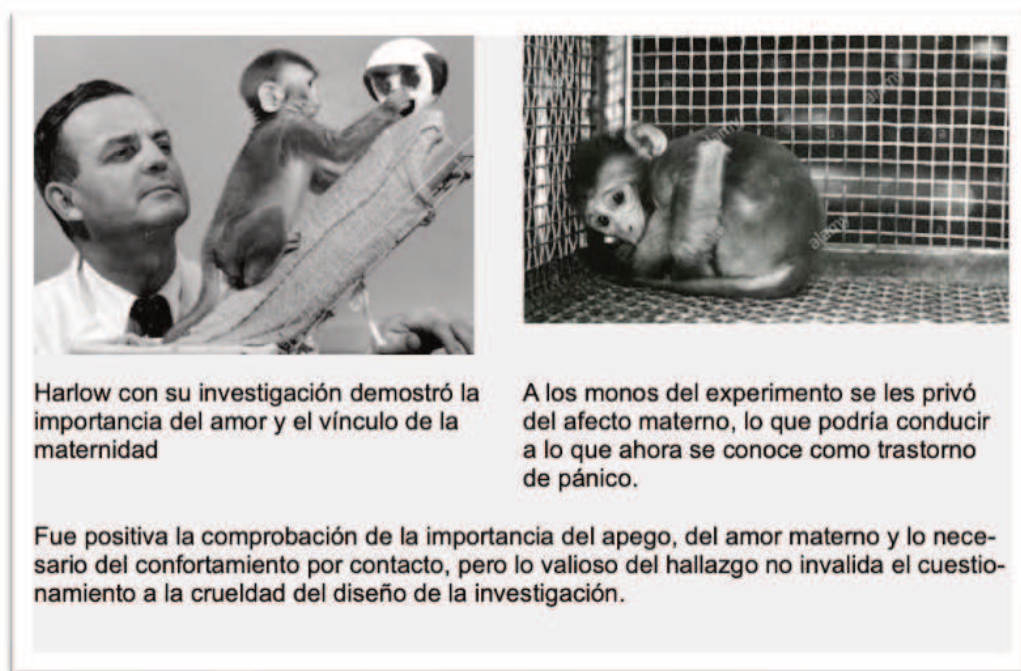 Harlow con su investigación demostró la
importancia del amor y el vínculo de la
maternidad
A los monos del experimento se les privó
del afecto materno, lo que podría conducir
a lo que ahora se conoce como trastorno
de pánico.
Fue positiva la comprobación de la importancia del apego, del amor materno y lo nece-
sario del confortamiento por contacto, pero lo valioso del hallazgo no invalida el cuestio-
namiento a la crueldad del diseño de la investigación.
alamy
alamy
alamy